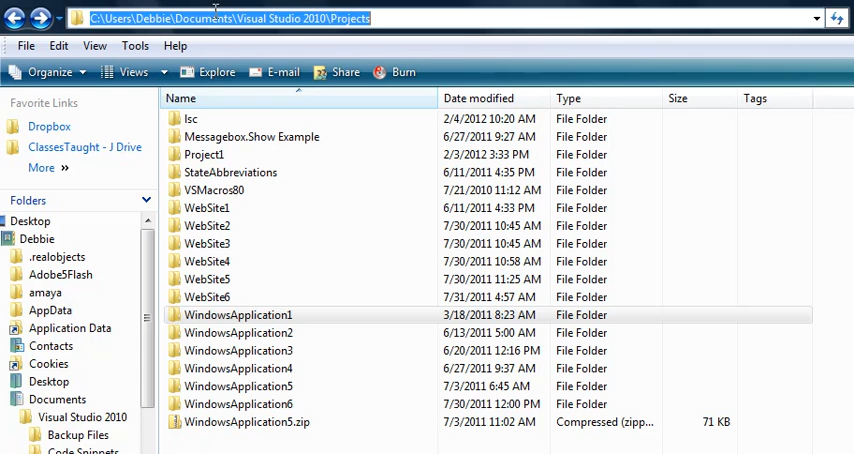 C:\Users\Debbie\Documents\Visual Studio 2010\Projects
File Edit View Tools Help
Organize Views Explore E-mail Share Burn
Favorite Links
Dropbox
ClassesTaught - J Drive
More »
Folders
Desktop
Debbie
.realobjects
Adobe5Flash
amaya
AppData
Application Data
Contacts
Cookies
Desktop
Documents
Visual Studio 2010
Backup Files
Code Snippets
Name Date modified Type Size Tags
lsc 2/4/2012 10:20 AM File Folder
Messagebox.Show Example 6/27/2011 9:27 AM File Folder
Project1 2/3/2012 3:33 PM File Folder
StateAbbreviations 6/11/2011 4:35 PM File Folder
VSMacros80 7/21/2010 11:12 AM File Folder
WebSite1 6/11/2011 4:33 PM File Folder
WebSite2 7/30/2011 10:45 AM File Folder
WebSite3 7/30/2011 10:45 AM File Folder
WebSite4 7/30/2011 10:58 AM File Folder
WebSite5 7/30/2011 11:25 AM File Folder
WebSite6 7/31/2011 4:57 AM File Folder
WindowsApplication1 3/18/2011 8:23 AM File Folder
WindowsApplication2 6/13/2011 5:00 AM File Folder
WindowsApplication3 6/20/2011 12:16 PM File Folder
WindowsApplication4 6/27/2011 9:37 AM File Folder
WindowsApplication5 7/3/2011 6:45 AM File Folder
WindowsApplication6 7/30/2011 12:00 PM File Folder
WindowsApplication5.zip 7/3/2011 11:02 AM Compressed (zipp... 71 KB